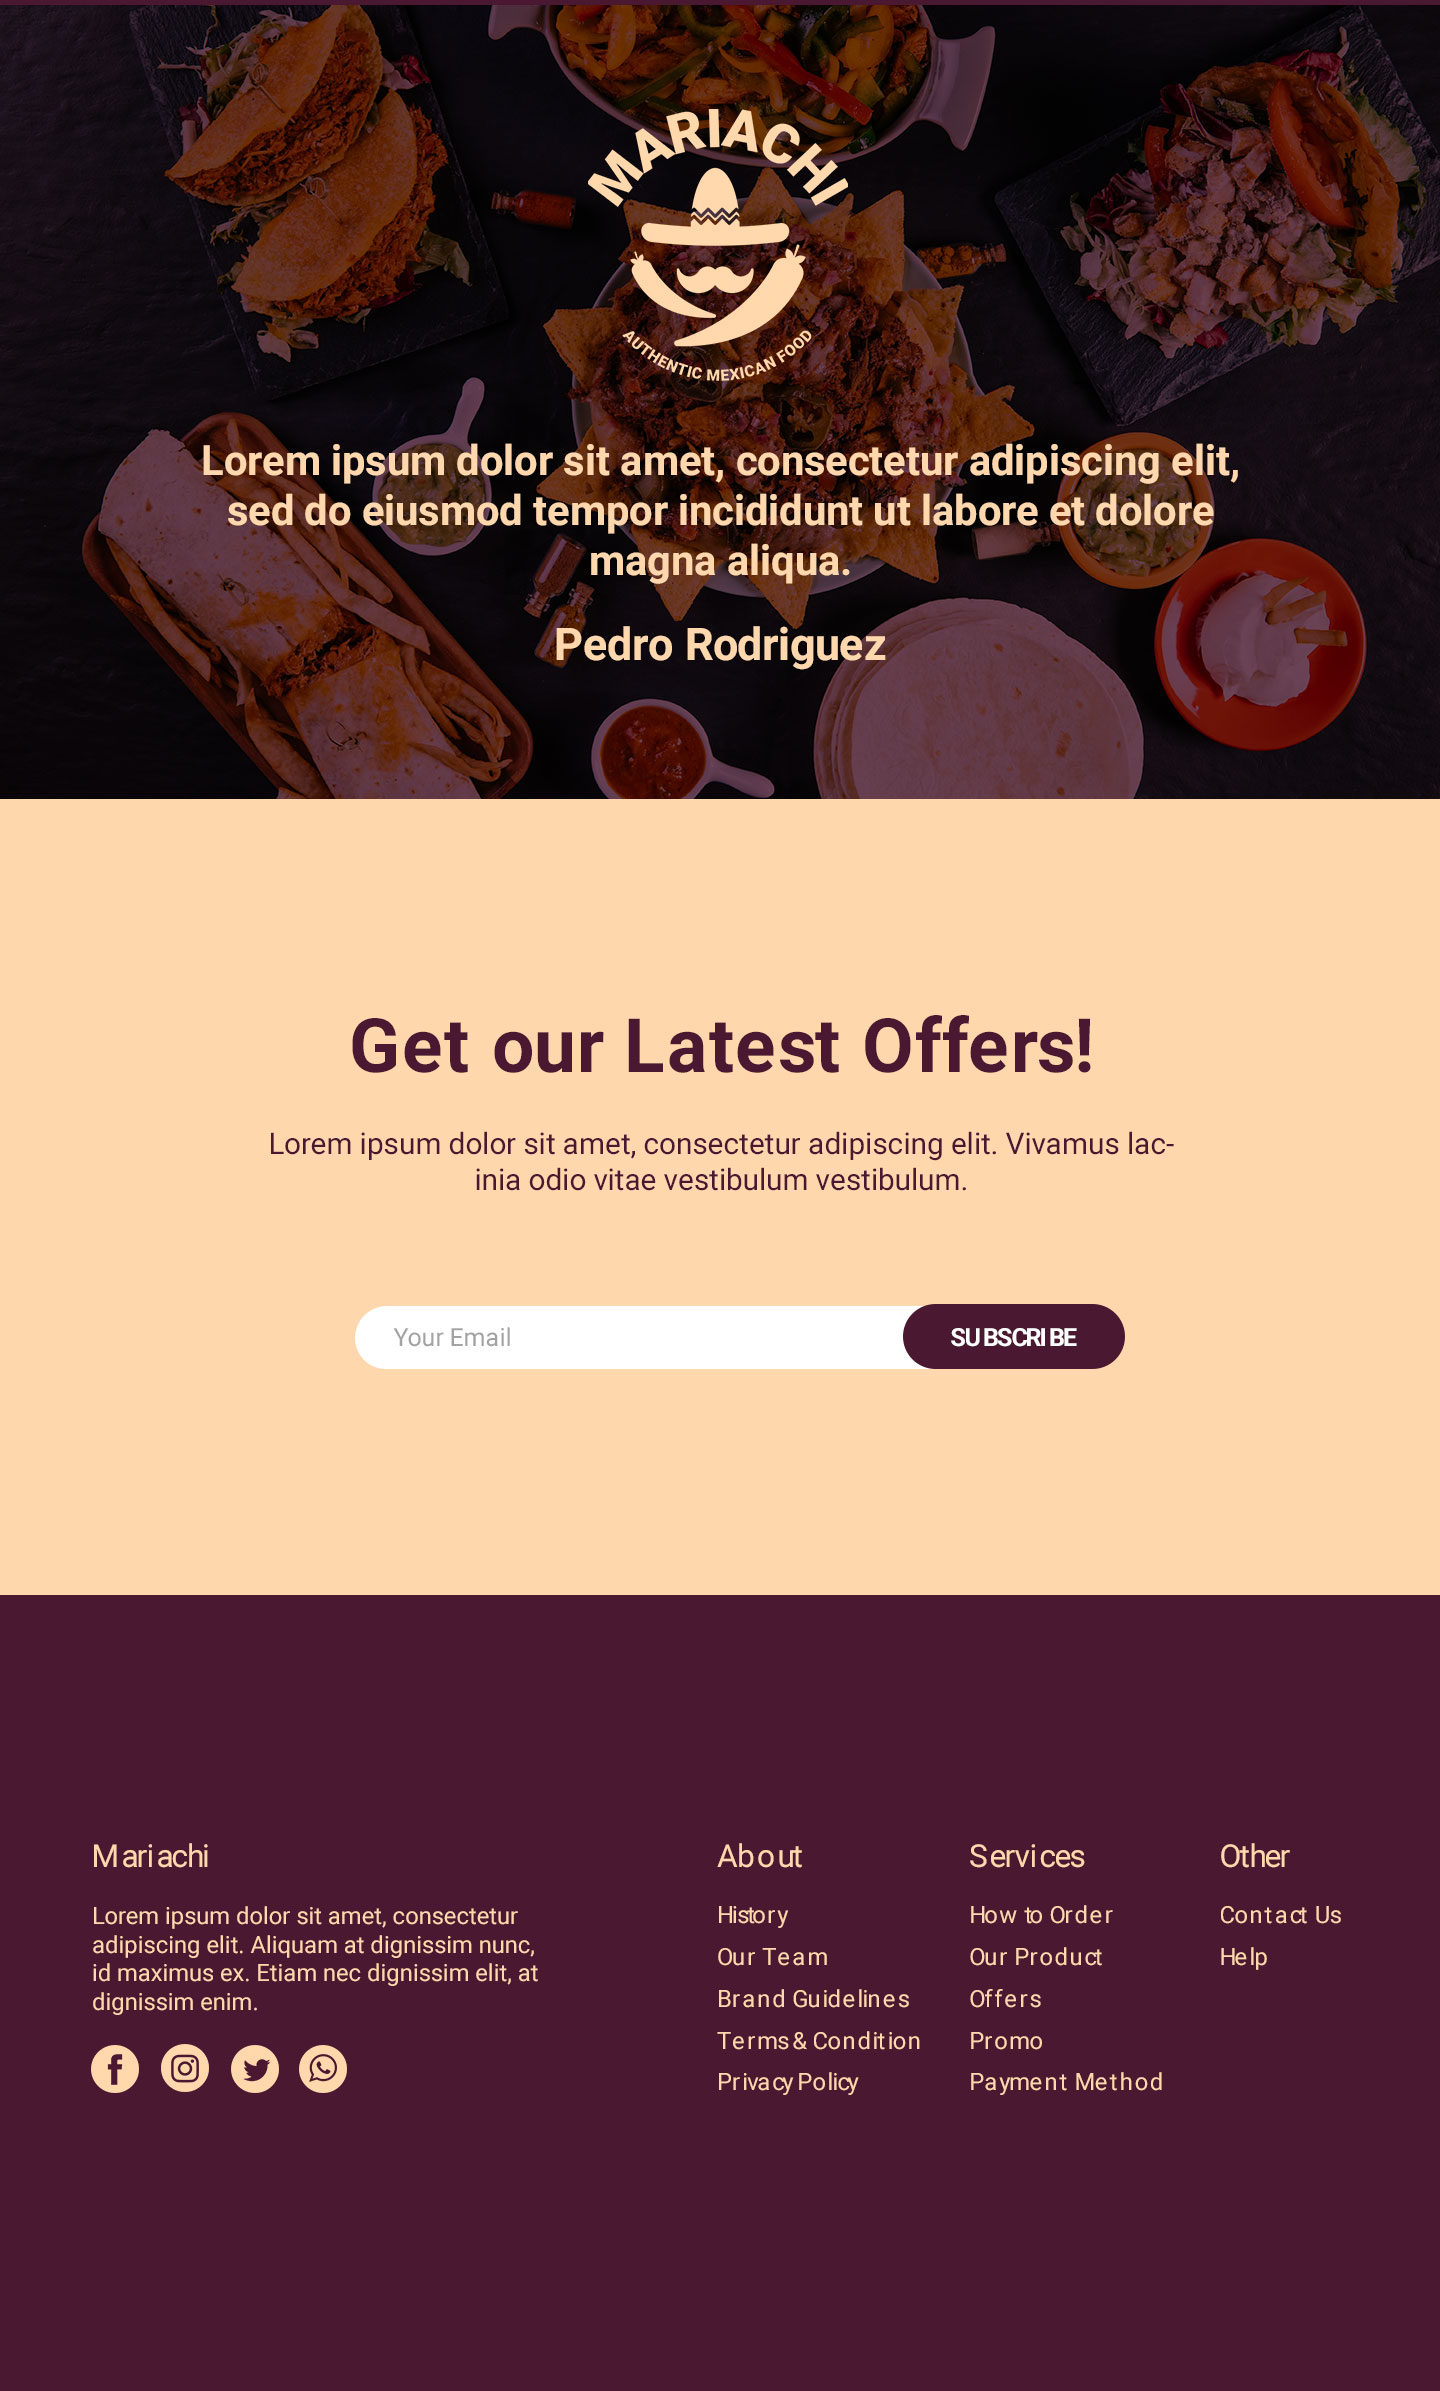 MARIACHI
AUTHENTIC MEXICAN FOOD
Lorem ipsum dolor sit amet, consectetur adipiscing elit,
sed do eiusmod tempor incididunt ut labore et dolore
magna aliqua.
Pedro Rodriguez
Get our Latest Offers!
Lorem ipsum dolor sit amet, consectetur adipiscing elit. Vivamus lac-
inia odio vitae vestibulum vestibulum.
Your Email
SUBSCRIBE
Mariachi
Lorem ipsum dolor sit amet, consectetur
adipiscing elit. Aliquam at dignissim nunc,
id maximus ex. Etiam nec dignissim elit, at
dignissim enim.
About
History
Our Team
Brand Guidelines
Terms & Condition
Privacy Policy
Services
How to Order
Our Product
Offers
Promo
Payment Method
Other
Contact Us
Help